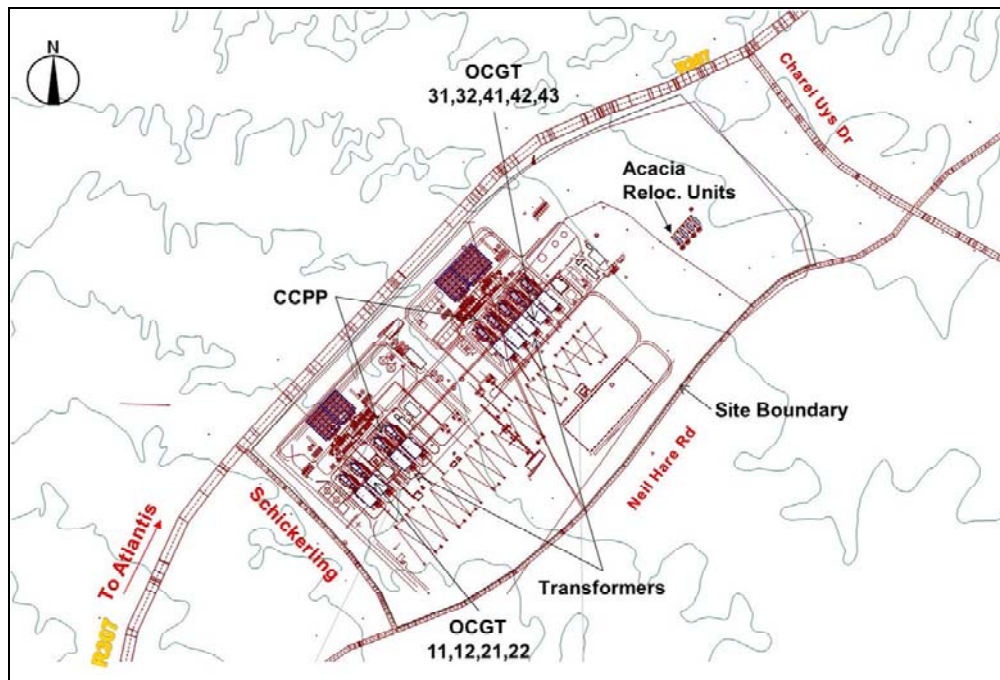 N
OCGT
31,32,41,42,43
R307
Charel Uys Dr
Acacia
Reloc. Units
CCPP
Site Boundary
Neil Hare Rd
Schickerling
To Atlantis
Transformers
R307
OCGT
11,12,21,22